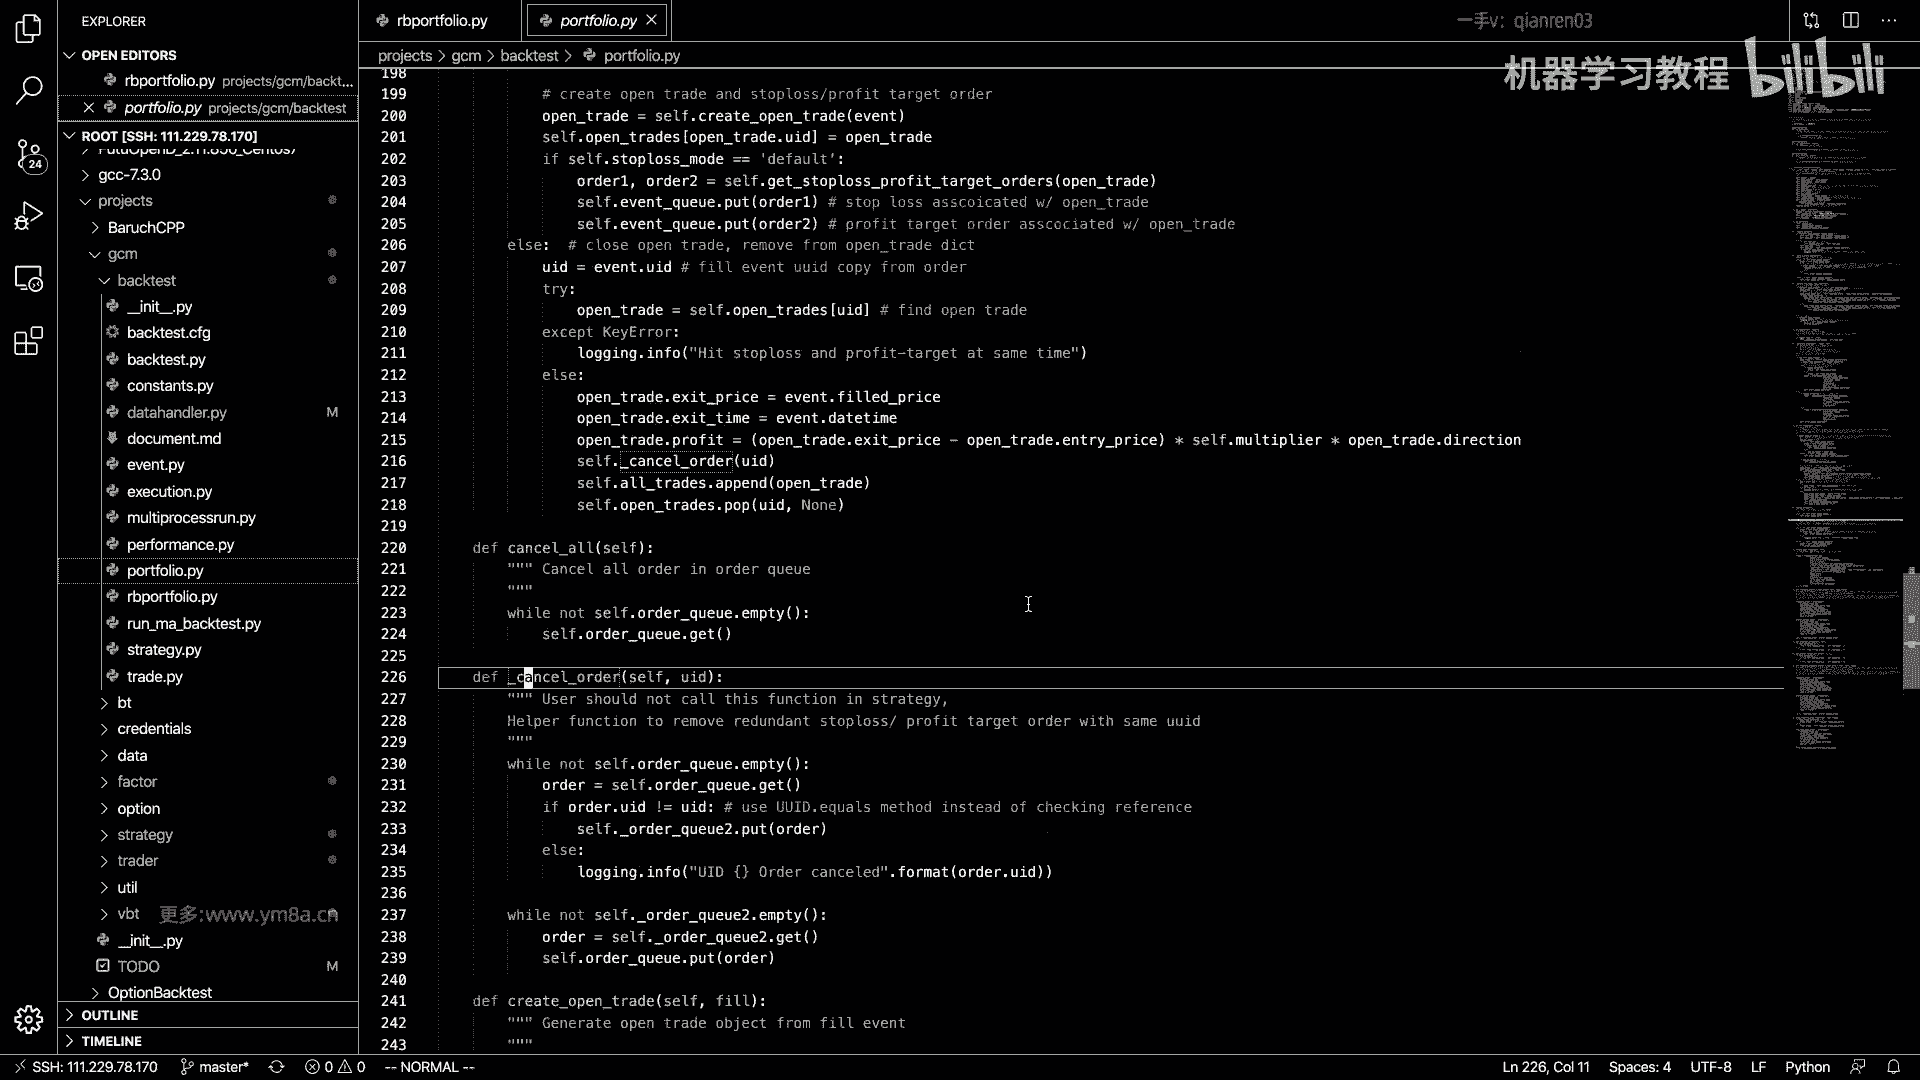 EXPLORER
OPEN EDITORS
rbportfolio.py projects/gcm/backt...
portfolio.py projects/gcm/backtest
ROOT [SSH: 111.229.78.170]
gcc-7.3.0
projects
BaruchCPP
gcm
backtest
__init__.py
backtest.cfg
backtest.py
constants.py
datahandler.py M
document.md
event.py
execution.py
multiprocessrun.py
performance.py
portfolio.py
rbportfolio.py
run_ma_backtest.py
strategy.py
trade.py
bt
credentials
data
factor
option
strategy
trader
util
vbt 更多:www.ym8a.cn
__init__.py
TODO M
OptionBacktest
OUTLINE
TIMELINE
24
rbportfolio.py portfolio.py
一手v: qianren03
机器学习教程 bilibili
projects > gcm > backtest > portfolio.py
198
199 # create open trade and stoploss/profit target order
200 open_trade = self.create_open_trade(event)
201 self.open_trades[open_trade.uid] = open_trade
202 if self.stoploss_mode == 'default':
203 order1, order2 = self.get_stoploss_profit_target_orders(open_trade)
204 self.event_queue.put(order1) # stop loss asscoicated w/ open_trade
205 self.event_queue.put(order2) # profit target order asscociated w/ open_trade
206 else: # close open trade, remove from open_trade dict
207 uid = event.uid # fill event uuid copy from order
208 try:
209 open_trade = self.open_trades[uid] # find open trade
210 except KeyError:
211 logging.info("Hit stoploss and profit-target at same time")
212 else:
213 open_trade.exit_price = event.filled_price
214 open_trade.exit_time = event.datetime
215 open_trade.profit = (open_trade.exit_price - open_trade.entry_price) * self.multiplier * open_trade.direction
216 self._cancel_order(uid)
217 self.all_trades.append(open_trade)
218 self.open_trades.pop(uid, None)
219
220 def cancel_all(self):
221 """ Cancel all order in order queue
222 """
223 while not self.order_queue.empty():
224 self.order_queue.get()
225
226 def _cancel_order(self, uid):
227 """ User should not call this function in strategy,
228 Helper function to remove redundant stoploss/ profit target order with same uuid
229 """
230 while not self.order_queue.empty():
231 order = self.order_queue.get()
232 if order.uid != uid: # use UUID.equals method instead of checking reference
233 self._order_queue2.put(order)
234 else:
235 logging.info("UID {} Order canceled".format(order.uid))
236
237 while not self._order_queue2.empty():
238 order = self._order_queue2.get()
239 self.order_queue.put(order)
240
241 def create_open_trade(self, fill):
242 """ Generate open trade object from fill event
243 """
SSH: 111.229.78.170 master* 0 0 -- NORMAL -- Ln 226, Col 11 Spaces: 4 UTF-8 LF Python